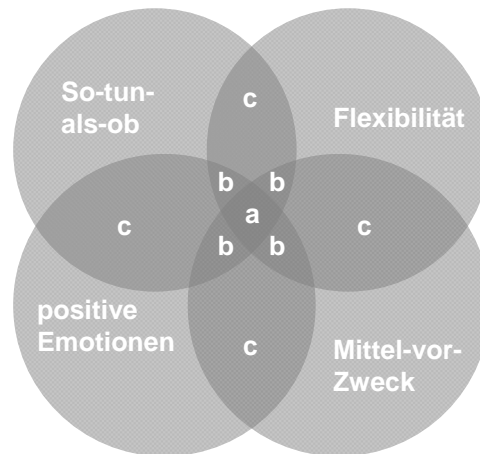 So-tun-
als-ob
c
Flexibilität
b b
a
c
b b
c
positive
Emotionen
c
Mittel-vor-
Zweck